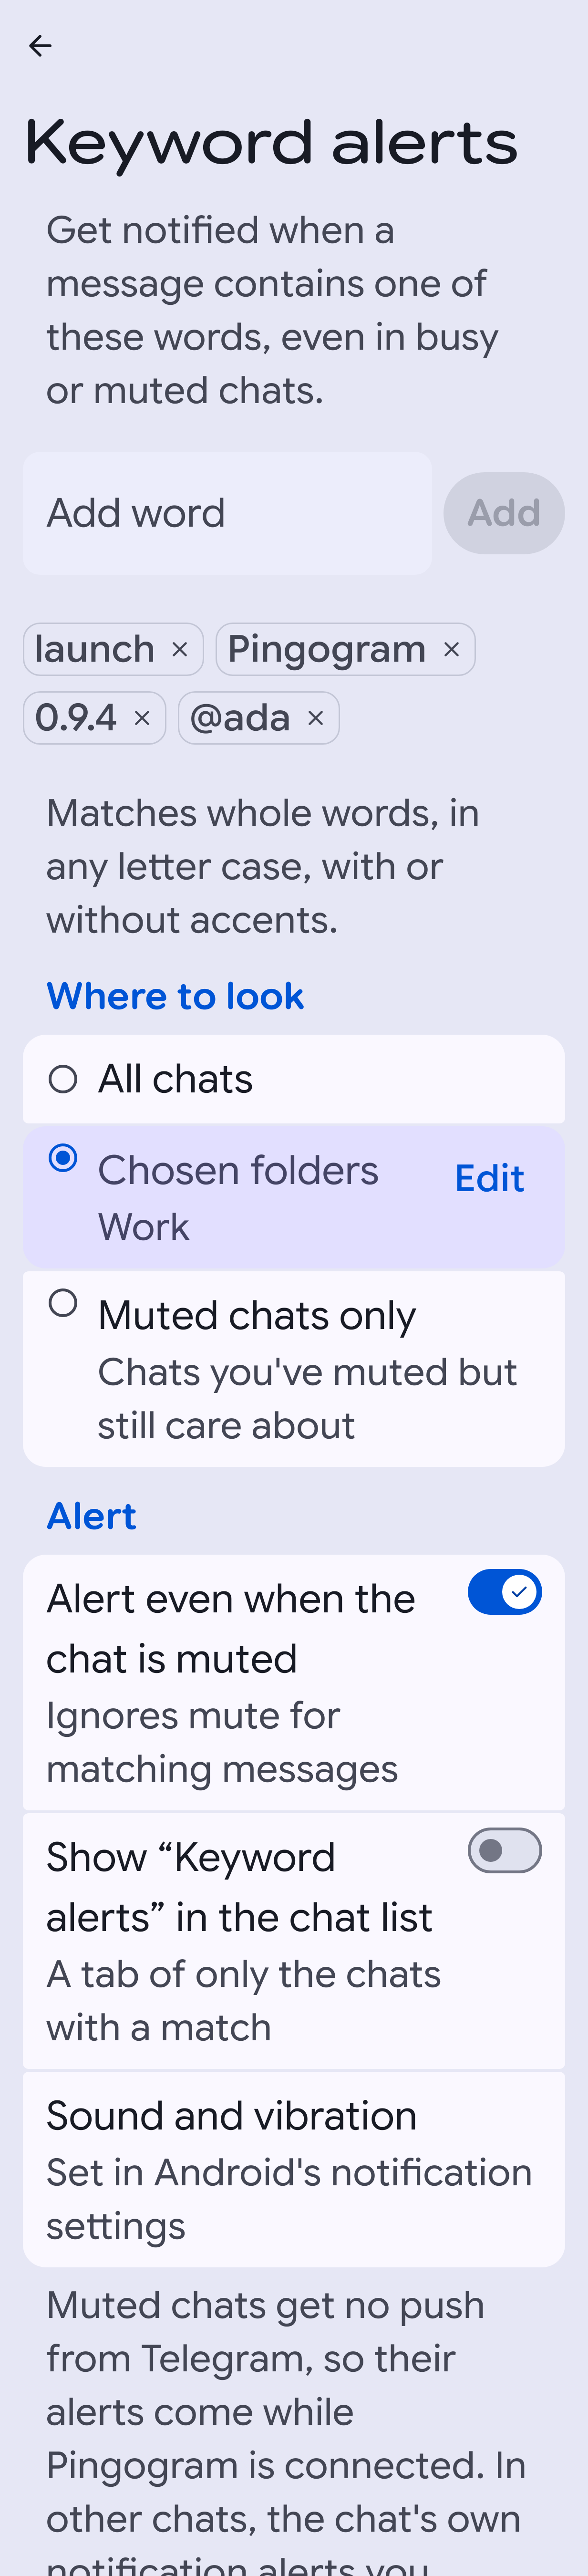 Keyword alerts
Get notified when a
message contains one of
these words, even in busy
or muted chats.
Add word
Add
launch ×
Pingogram ×
0.9.4 ×
@ada ×
Matches whole words, in
any letter case, with or
without accents.
Where to look
All chats
Chosen folders
Work
Edit
Muted chats only
Chats you've muted but
still care about
Alert
Alert even when the
chat is muted
Ignores mute for
matching messages
Show “Keyword
alerts” in the chat list
A tab of only the chats
with a match
Sound and vibration
Set in Android's notification
settings
Muted chats get no push
from Telegram, so their
alerts come while
Pingogram is connected. In
other chats, the chat's own
notification alerts you